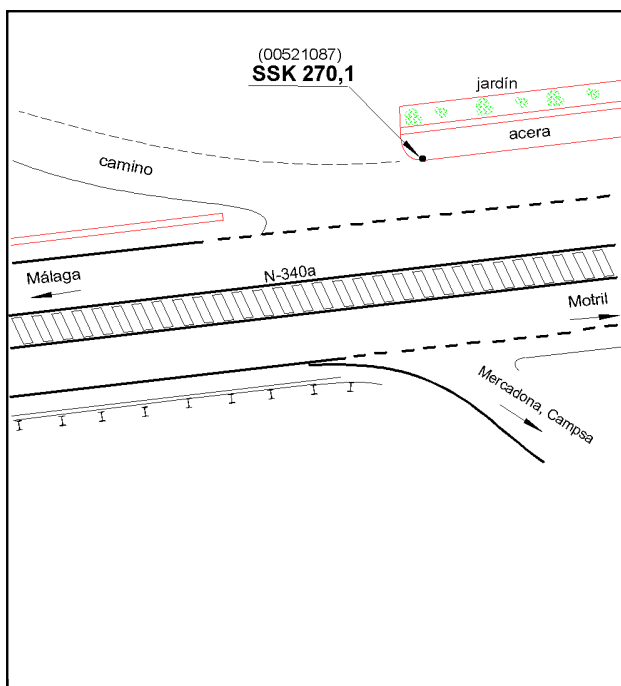 (00521087)
SSK 270,1
jardín
acera
camino
N-340a
Málaga
Motril
Mercadona, Campsa